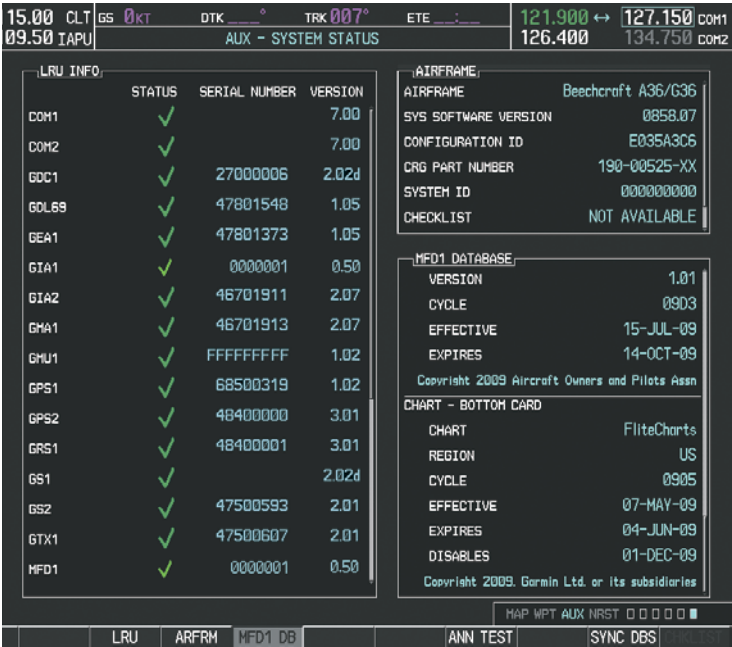 15.00 CLT GS 0KT DTK ___° TRK 007° ETE __:__ 121.900 ↔ 127.150 COM1
09.50 IAPU AUX - SYSTEM STATUS 126.400 134.750 COM2
LRU INFO
STATUS SERIAL NUMBER VERSION
COM1 7.00
COM2 7.00
GDC1 27000006 2.02d
GDL69 47801548 1.05
GEA1 47801373 1.05
GIA1 0000001 0.50
GIA2 46701911 2.07
GMA1 46701913 2.07
GMU1 FFFFFFFFF 1.02
GPS1 68500319 1.02
GPS2 48400000 3.01
GRS1 48400001 3.01
GS1 2.02d
GS2 47500593 2.01
GTX1 47500607 2.01
MFD1 0000001 0.50
AIRFRAME
AIRFRAME Beechcraft A36/G36
SYS SOFTWARE VERSION 0858.07
CONFIGURATION ID E035A3C6
CRG PART NUMBER 190-00525-XX
SYSTEM ID 000000000
CHECKLIST NOT AVAILABLE
MFD1 DATABASE
VERSION 1.01
CYCLE 09D3
EFFECTIVE 15-JUL-09
EXPIRES 14-OCT-09
Copyright 2009 Aircraft Owners and Pilots Assn
CHART - BOTTOM CARD
CHART FliteCharts
REGION US
CYCLE 0905
EFFECTIVE 07-MAY-09
EXPIRES 04-JUN-09
DISABLES 01-DEC-09
Copyright 2009, Garmin Ltd. or its subsidiaries
MAP WPT AUX NRST
LRU ARFRM MFD1 DB ANN TEST SYNC DBS CHKLIST